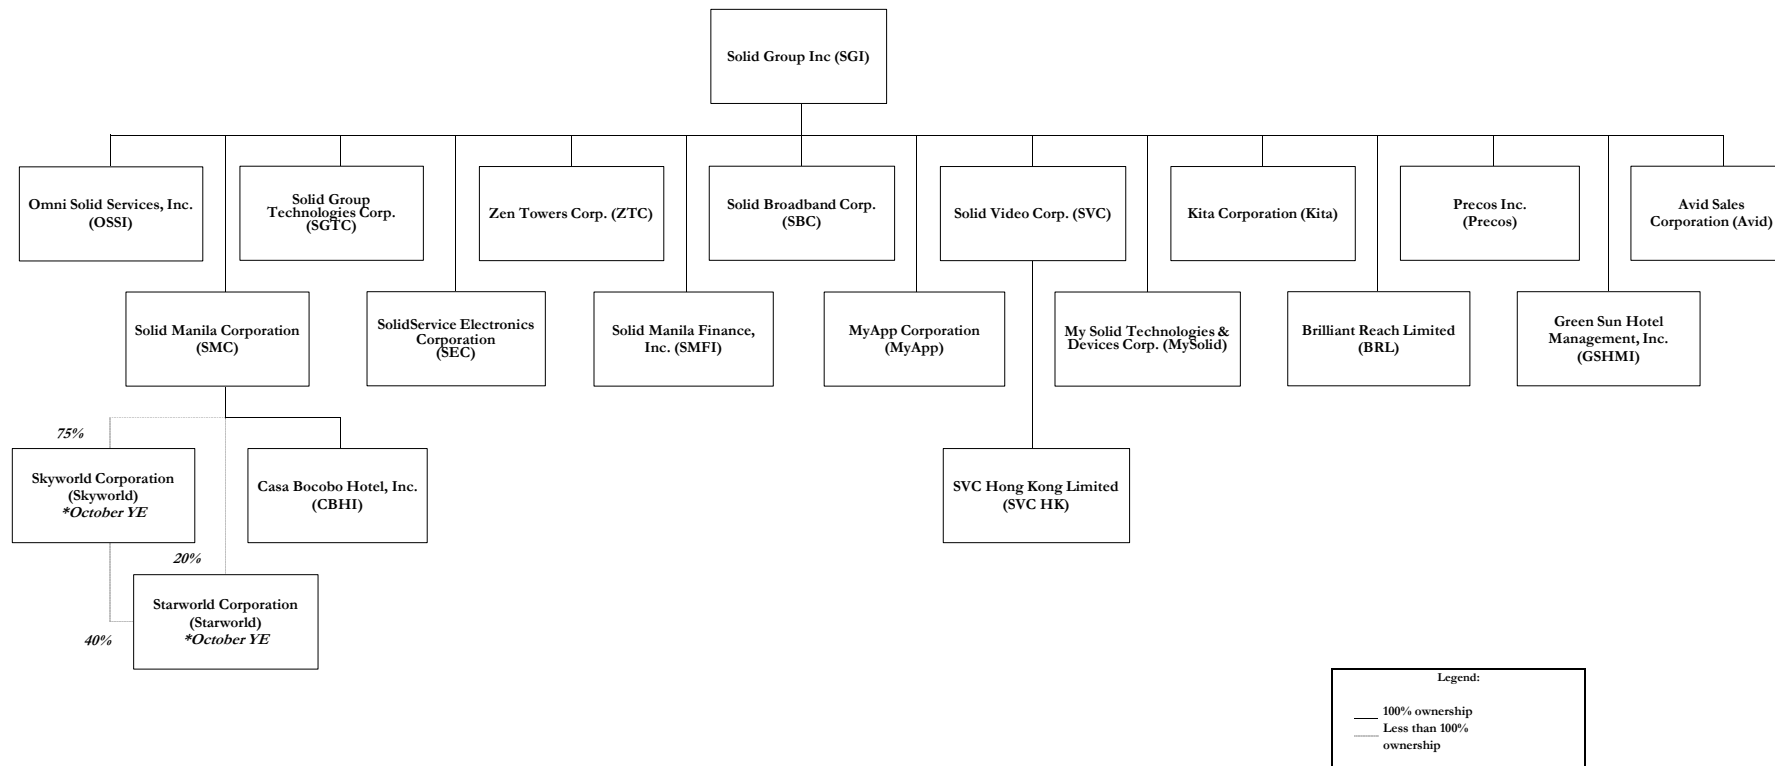 Solid Group Inc (SGI)
Omni Solid Services, Inc.
(OSSI)
Solid Group
Technologies Corp.
(SGTC)
Zen Towers Corp. (ZTC)
Solid Broadband Corp.
(SBC)
Solid Video Corp. (SVC)
Kita Corporation (Kita)
Precos Inc.
(Precos)
Avid Sales
Corporation (Avid)
Solid Manila Corporation
(SMC)
SolidService Electronics
Corporation
(SEC)
Solid Manila Finance,
Inc. (SMFI)
MyApp Corporation
(MyApp)
My Solid Technologies &
Devices Corp. (MySolid)
Brilliant Reach Limited
(BRL)
Green Sun Hotel
Management, Inc.
(GSHMI)
75%
Skyworld Corporation
(Skyworld)
*October YE
Casa Bocobo Hotel, Inc.
(CBHI)
SVC Hong Kong Limited
(SVC HK)
20%
Starworld Corporation
(Starworld)
*October YE
40%
Legend:
100% ownership
Less than 100%
ownership